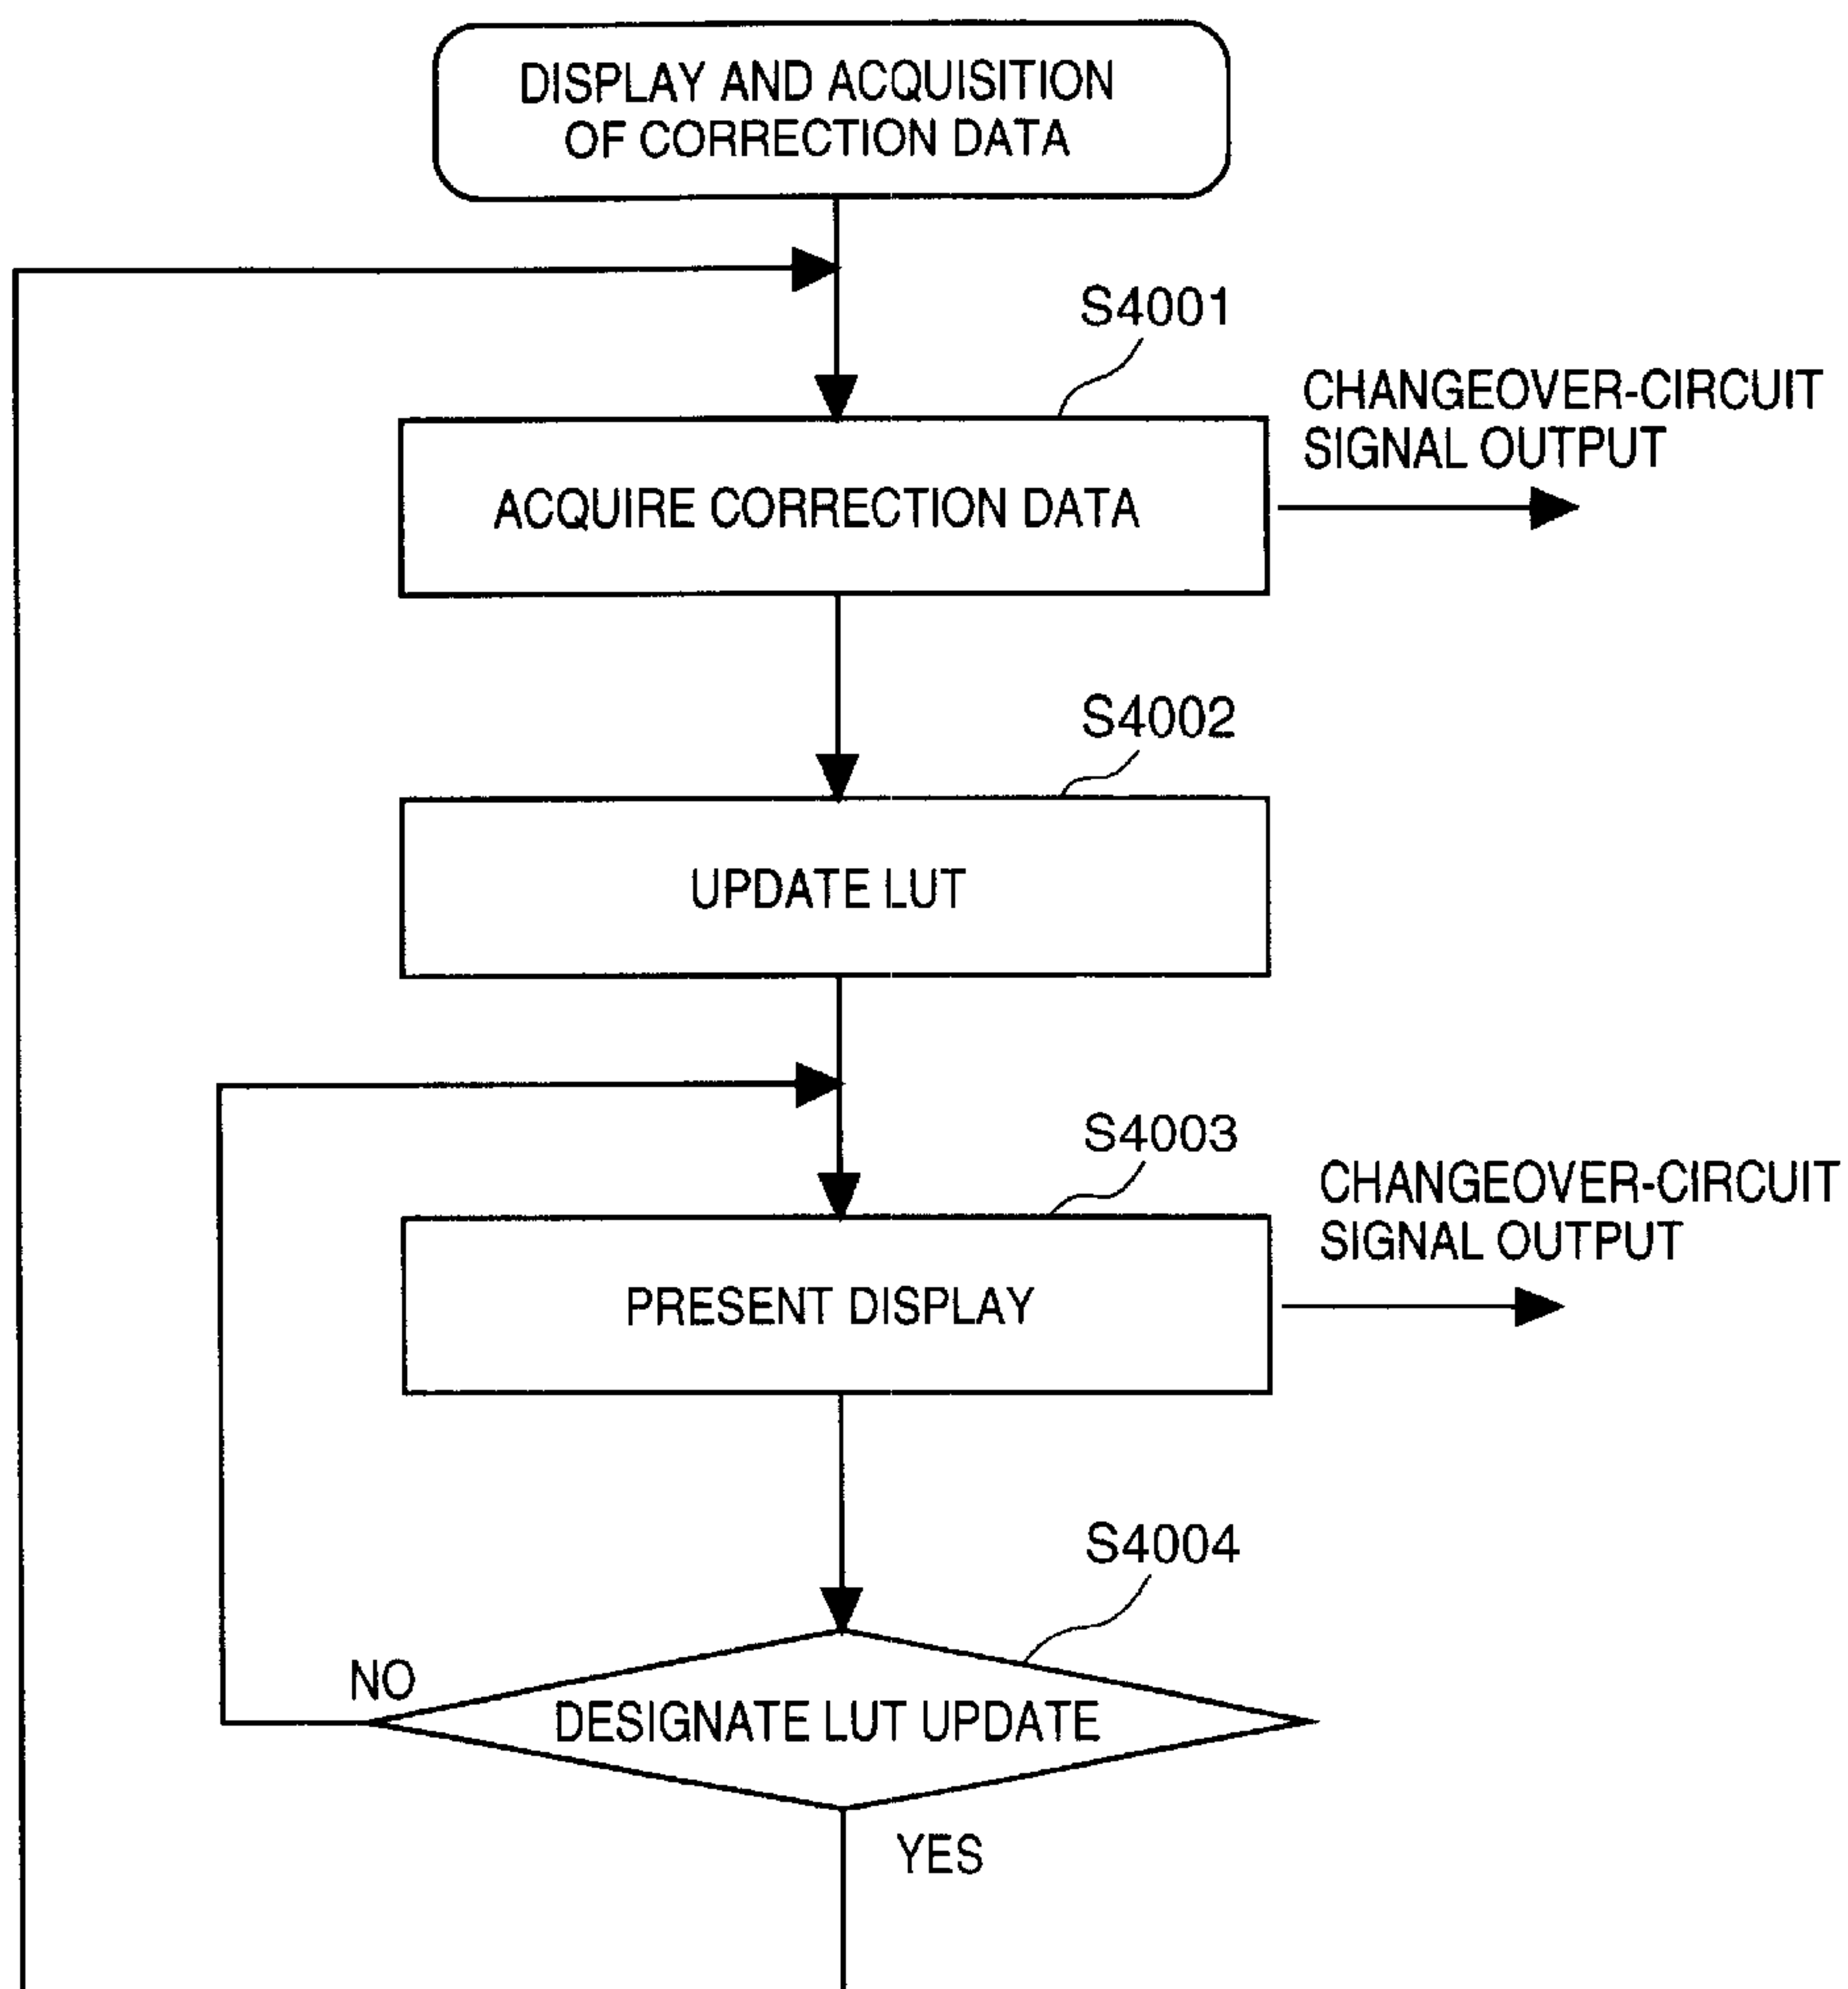 DISPLAY AND ACQUISITION
OF CORRECTION DATA
S4001
CHANGEOVER-CIRCUIT
SIGNAL OUTPUT
ACQUIRE CORRECTION DATA
S4002
UPDATE LUT
S4003
CHANGEOVER-CIRCUIT
SIGNAL OUTPUT
PRESENT DISPLAY
S4004
NO
DESIGNATE LUT UPDATE
YES